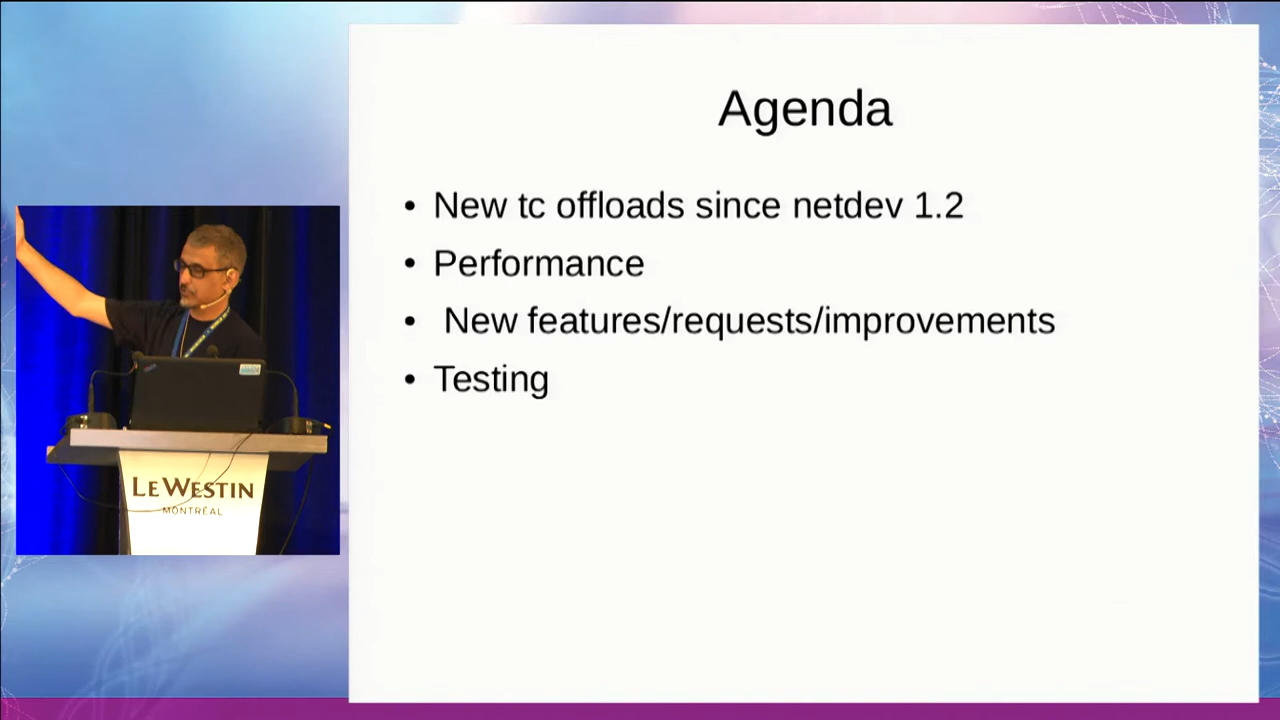 Agenda
• New tc offloads since netdev 1.2
• Performance
• New features/requests/improvements
• Testing
LE WESTIN
MONTRÉAL